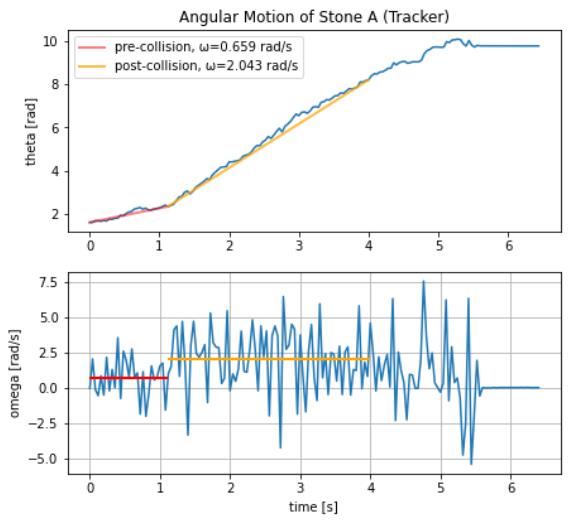 Angular Motion of Stone A (Tracker)
pre-collision, ω=0.659 rad/s
post-collision, ω=2.043 rad/s
theta [rad]
10
8
6
4
2
0 1 2 3 4 5 6
omega [rad/s]
7.5
5.0
2.5
0.0
−2.5
−5.0
0 1 2 3 4 5 6
time [s]